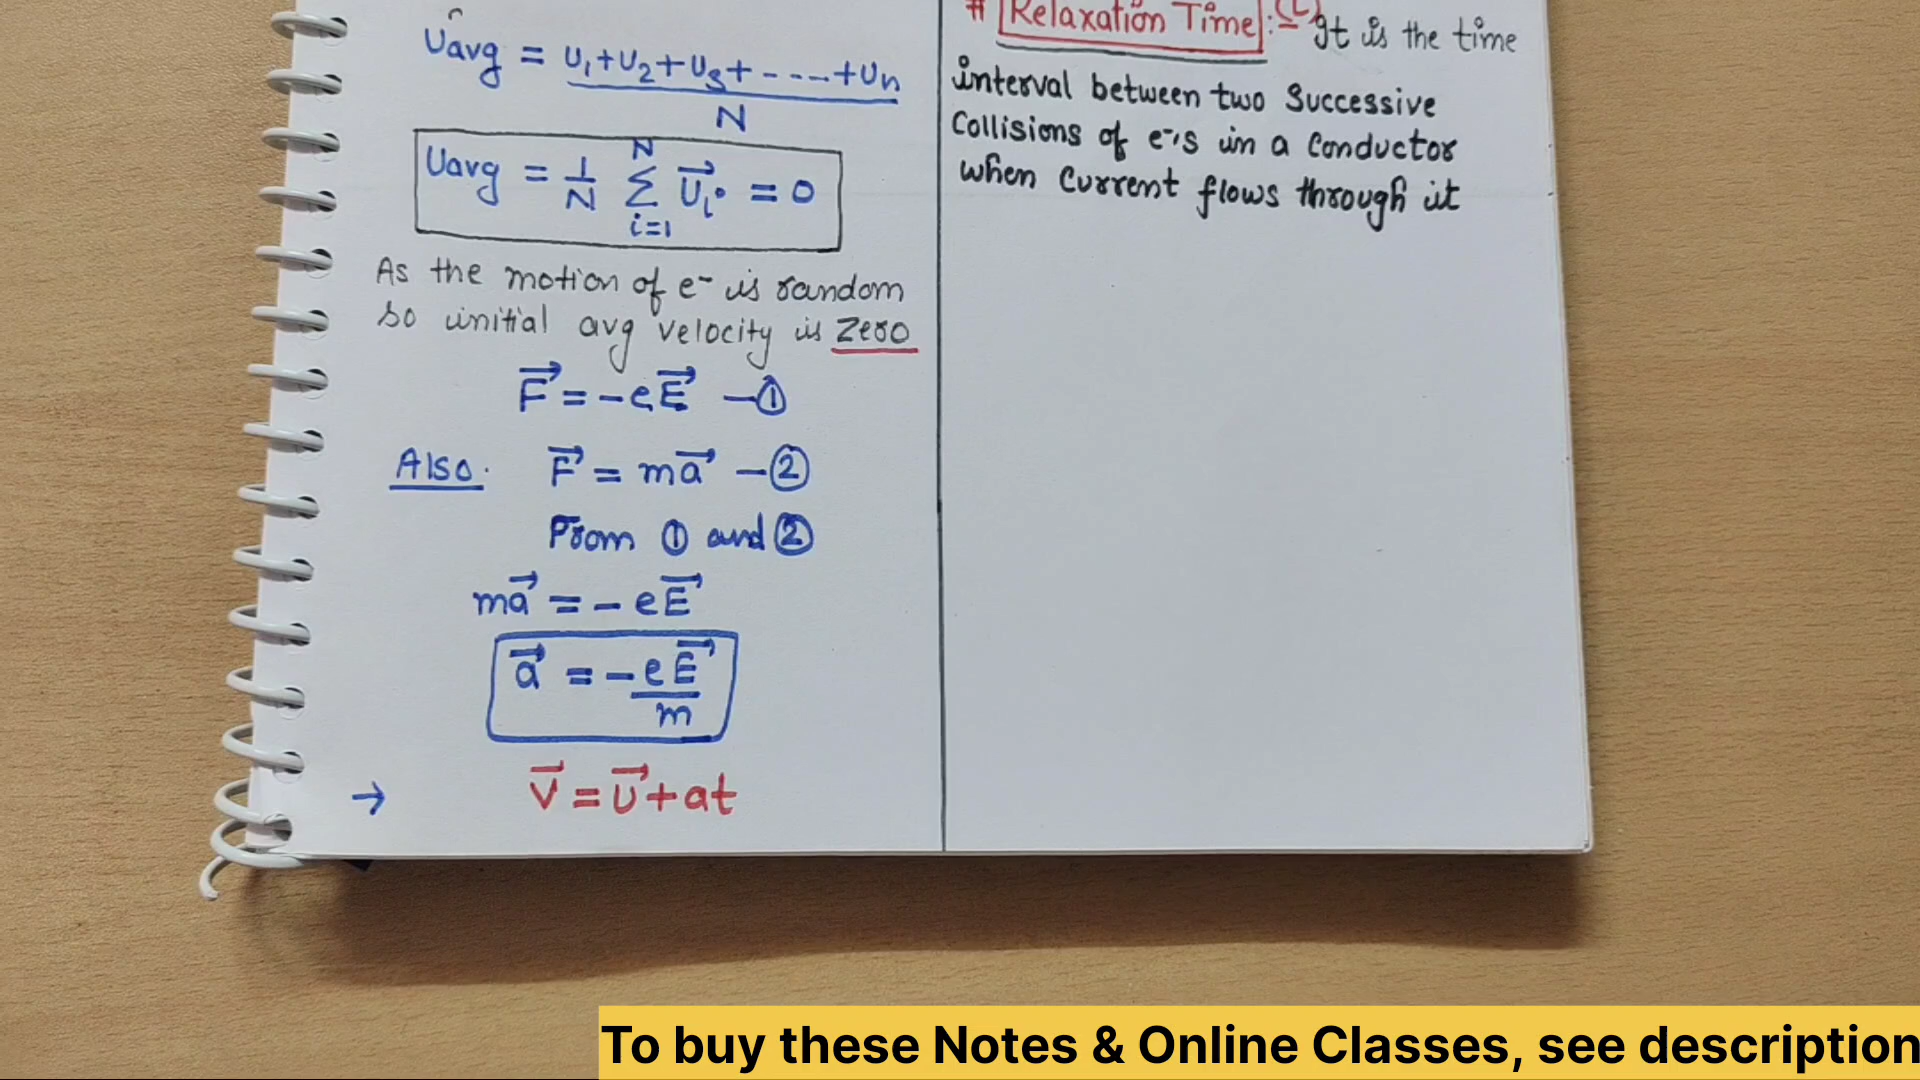 Uavg = U1+U2+U3+----+Un
N
Uavg = 1/N N∑i=1 U⃗i = 0
As the motion of e- is random
so initial avg velocity is Zero
F⃗ = -eE⃗ -①
Also. F⃗ = ma⃗ -②
From ① and ②
ma⃗ = -eE⃗
a⃗ = -eE⃗
m
→ V⃗ = U⃗+at
# Relaxation Time: It is the time
interval between two Successive
Collisions of e-'s in a Conductor
when Current flows through it
To buy these Notes & Online Classes, see description